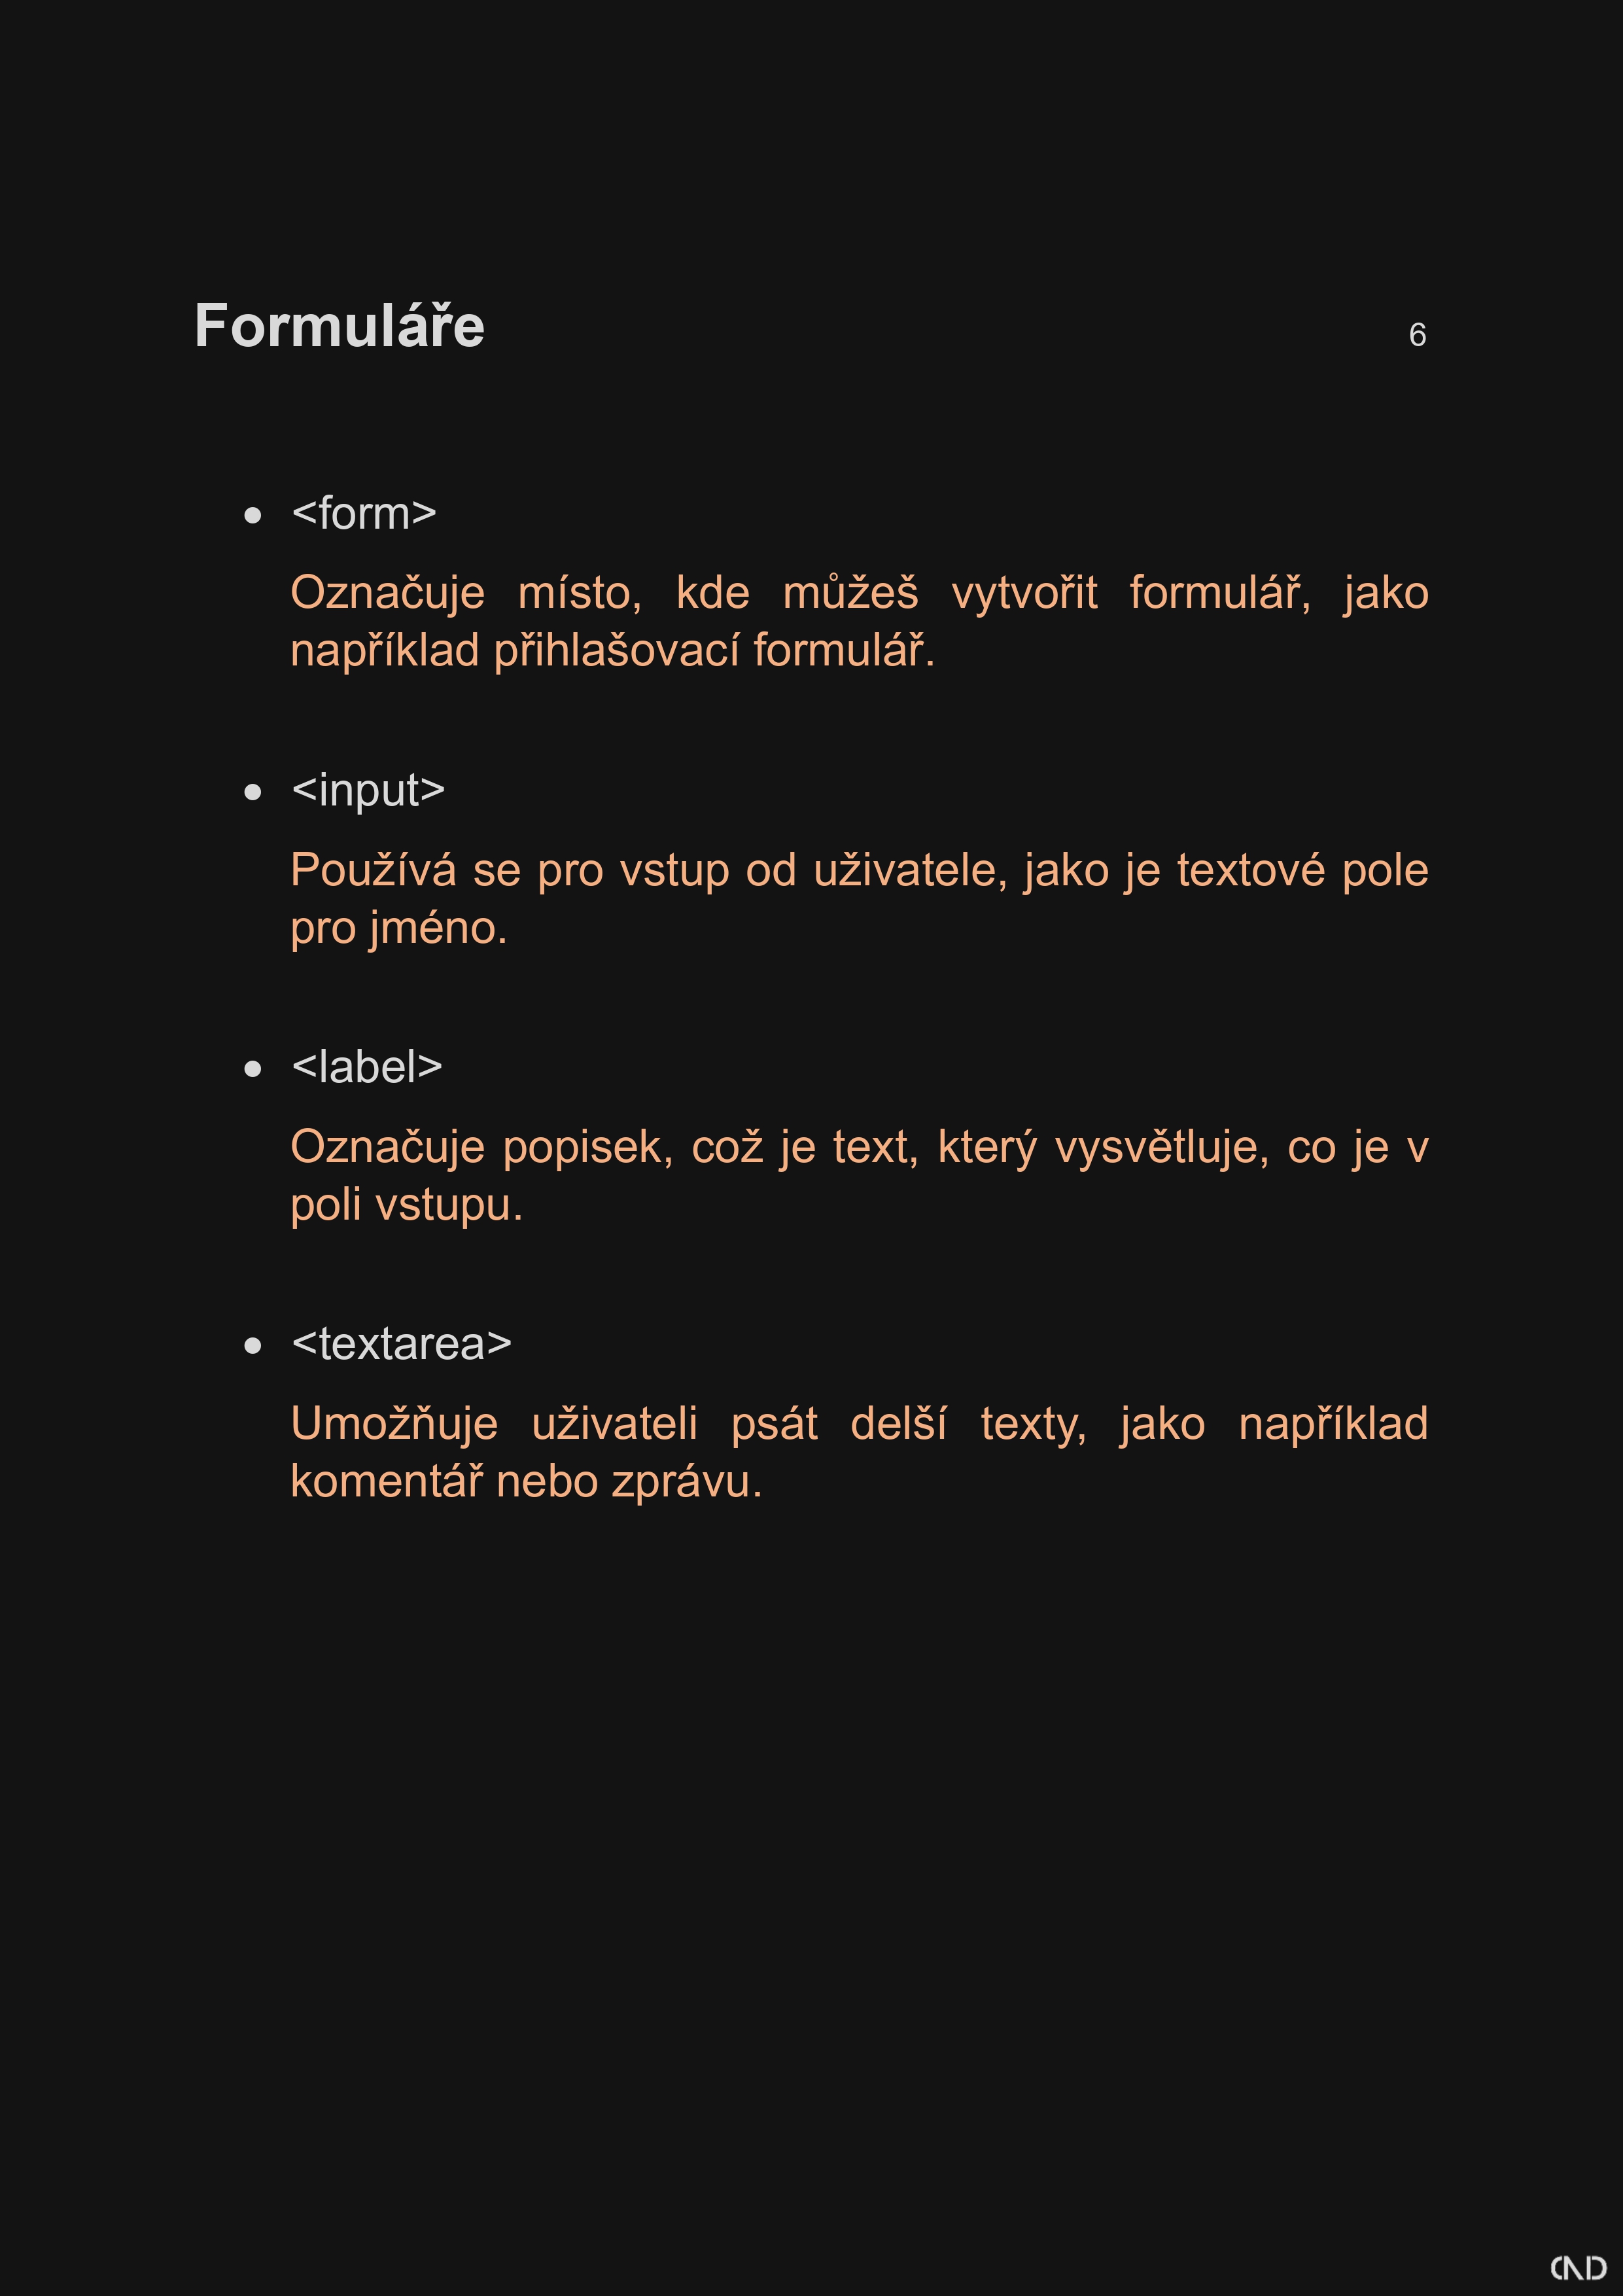 Formuláře 6
● <form>
Označuje místo, kde můžeš vytvořit formulář, jako
například přihlašovací formulář.
● <input>
Používá se pro vstup od uživatele, jako je textové pole
pro jméno.
● <label>
Označuje popisek, což je text, který vysvětluje, co je v
poli vstupu.
● <textarea>
Umožňuje uživateli psát delší texty, jako například
komentář nebo zprávu.
CND